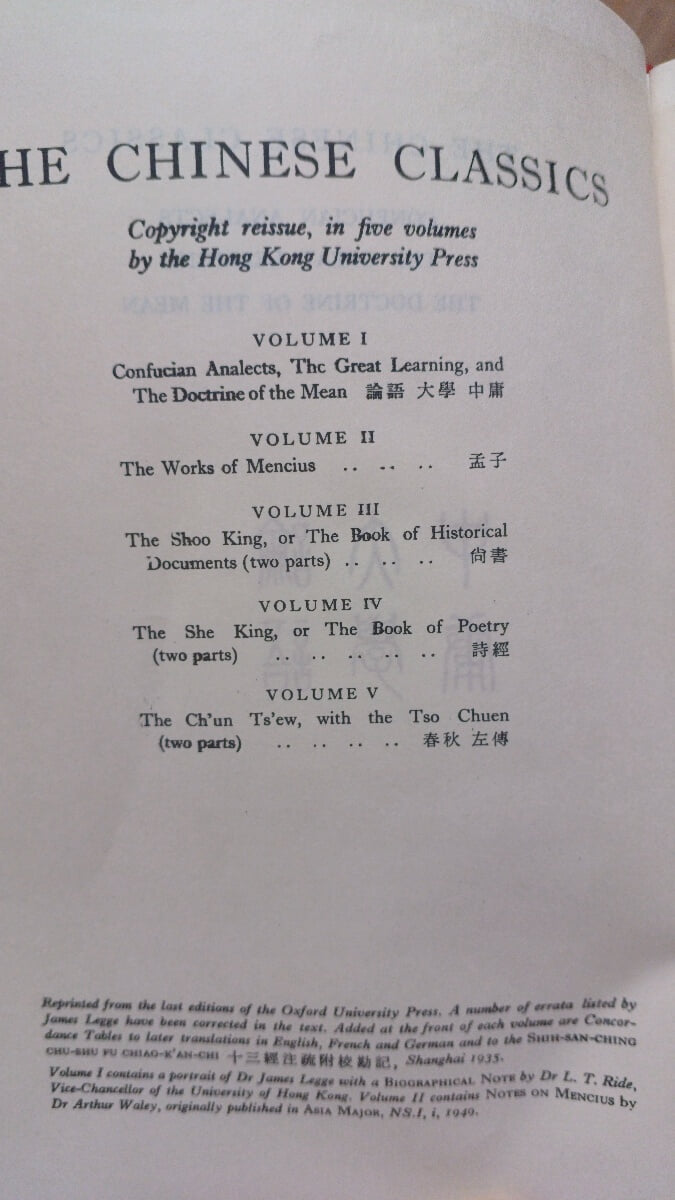 HE CHINESE CLASSICS
Copyright reissue, in five volumes
by the Hong Kong University Press
VOLUME I
Confucian Analects, The Great Learning, and
The Doctrine of the Mean 論語 大學 中庸
VOLUME II
The Works of Mencius .. .. .. 孟子
VOLUME III
The Shoo King, or The Book of Historical
Documents (two parts) .. .. .. 尙書
VOLUME IV
The She King, or The Book of Poetry
(two parts) .. .. .. .. .. 詩經
VOLUME V
The Ch'un Ts'ew, with the Tso Chuen
(two parts) .. .. .. .. 春秋 左傳
Reprinted from the last editions of the Oxford University Press. A number of errata listed by
James Legge have been corrected in the text. Added at the front of each volume are Concor-
dance Tables to later translations in English, French and German and to the SHIH-SAN-CHING
CHU-SHU FU CHIAO-K'AN-CHI 十三經注疏附校勘記, Shanghai 1935.
Volume I contains a portrait of Dr James Legge with a BIOGRAPHICAL NOTE by Dr L. T. Ride,
Vice-Chancellor of the University of Hong Kong. Volume II contains NOTES ON MENCIUS by
Dr Arthur Waley, originally published in ASIA MAJOR, NS.I, i, 1949.